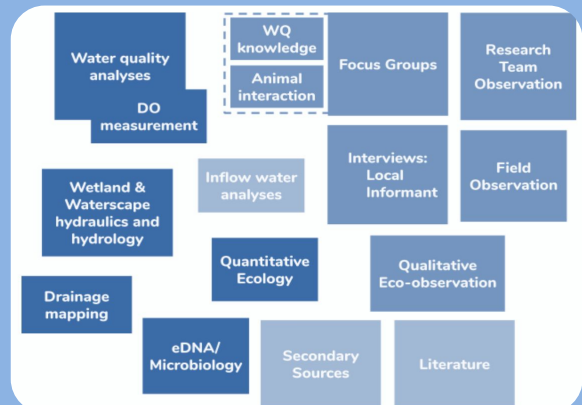 Water quality
analyses
DO
measurement
WQ
knowledge
Animal
interaction
Focus Groups
Research
Team
Observation
Wetland &
Waterscape
hydraulics and
hydrology
Inflow water
analyses
Interviews:
Local
Informant
Field
Observation
Quantitative
Ecology
Qualitative
Eco-observation
Drainage
mapping
eDNA/
Microbiology
Secondary
Sources
Literature